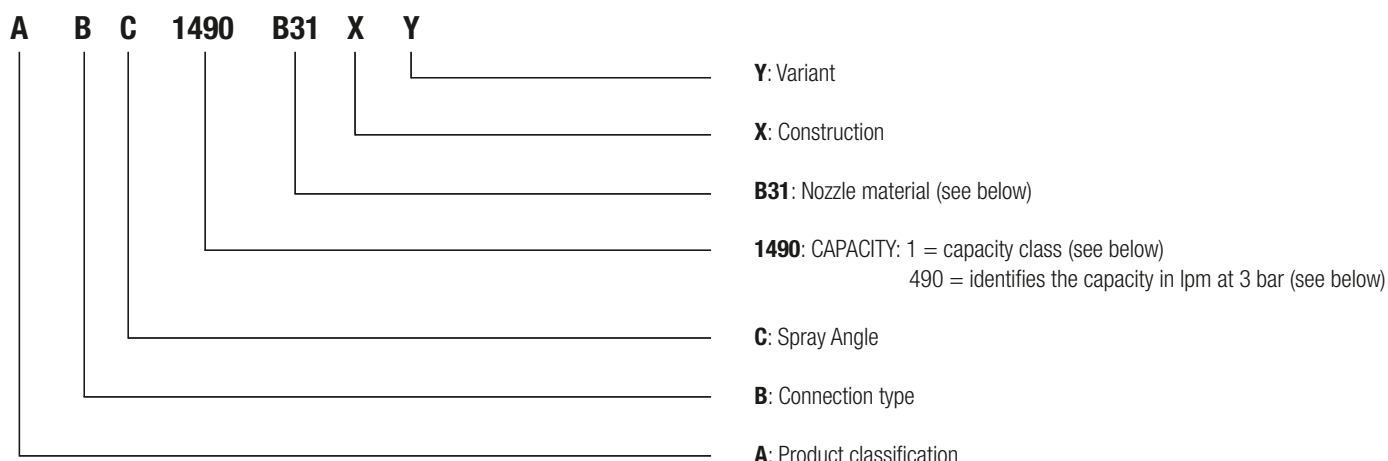 A B C 1490 B31 X Y
Y: Variant
X: Construction
B31: Nozzle material (see below)
1490: CAPACITY: 1 = capacity class (see below)
490 = identifies the capacity in lpm at 3 bar (see below)
C: Spray Angle
B: Connection type
A: Product classification